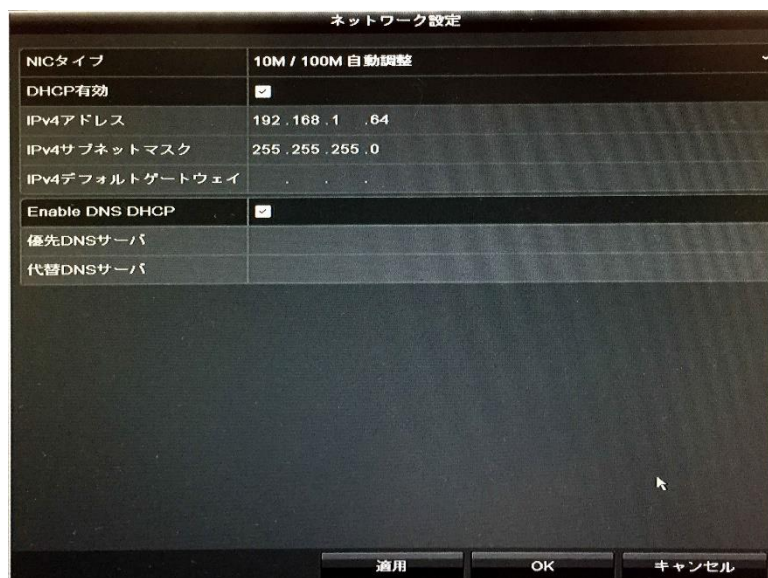 ネットワーク設定
NICタイプ 10M / 100M 自動調整
DHCP有効
IPv4アドレス 192 .168 .1 .64
IPv4サブネットマスク 255 .255 .255 .0
IPv4デフォルトゲートウェイ . . .
Enable DNS DHCP
優先DNSサーバ
代替DNSサーバ
適用 OK キャンセル